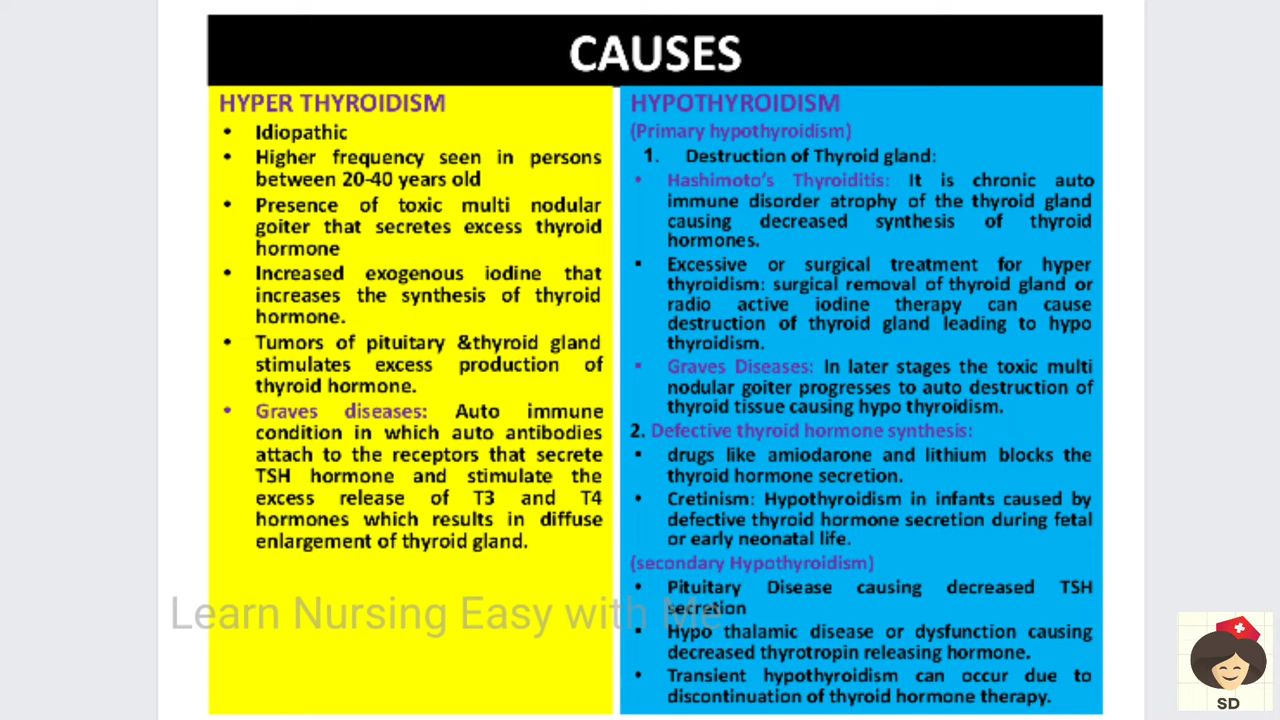 CAUSES
HYPER THYROIDISM
• Idiopathic
• Higher frequency seen in persons
between 20-40 years old
• Presence of toxic multi nodular
goiter that secretes excess thyroid
hormone
• Increased exogenous iodine that
increases the synthesis of thyroid
hormone.
• Tumors of pituitary &thyroid gland
stimulates excess production of
thyroid hormone.
• Graves diseases: Auto immune
condition in which auto antibodies
attach to the receptors that secrete
TSH hormone and stimulate the
excess release of T3 and T4
hormones which results in diffuse
enlargement of thyroid gland.
HYPOTHYROIDISM
(Primary hypothyroidism)
1. Destruction of Thyroid gland:
• Hashimoto's Thyroiditis: It is chronic auto
immune disorder atrophy of the thyroid gland
causing decreased synthesis of thyroid
hormones.
▪ Excessive or surgical treatment for hyper
thyroidism: surgical removal of thyroid gland or
radio active iodine therapy can cause
destruction of thyroid gland leading to hypo
thyroidism.
▪ Graves Diseases: In later stages the toxic multi
nodular goiter progresses to auto destruction of
thyroid tissue causing hypo thyroidism.
2. Defective thyroid hormone synthesis:
▪ drugs like amiodarone and lithium blocks the
thyroid hormone secretion.
• Cretinism: Hypothyroidism in infants caused by
defective thyroid hormone secretion during fetal
or early neonatal life.
(secondary Hypothyroidism)
• Pituitary Disease causing decreased TSH
secretion
• Hypo thalamic disease or dysfunction causing
decreased thyrotropin releasing hormone.
• Transient hypothyroidism can occur due to
discontinuation of thyroid hormone therapy.
Learn Nursing Easy with Me
SD